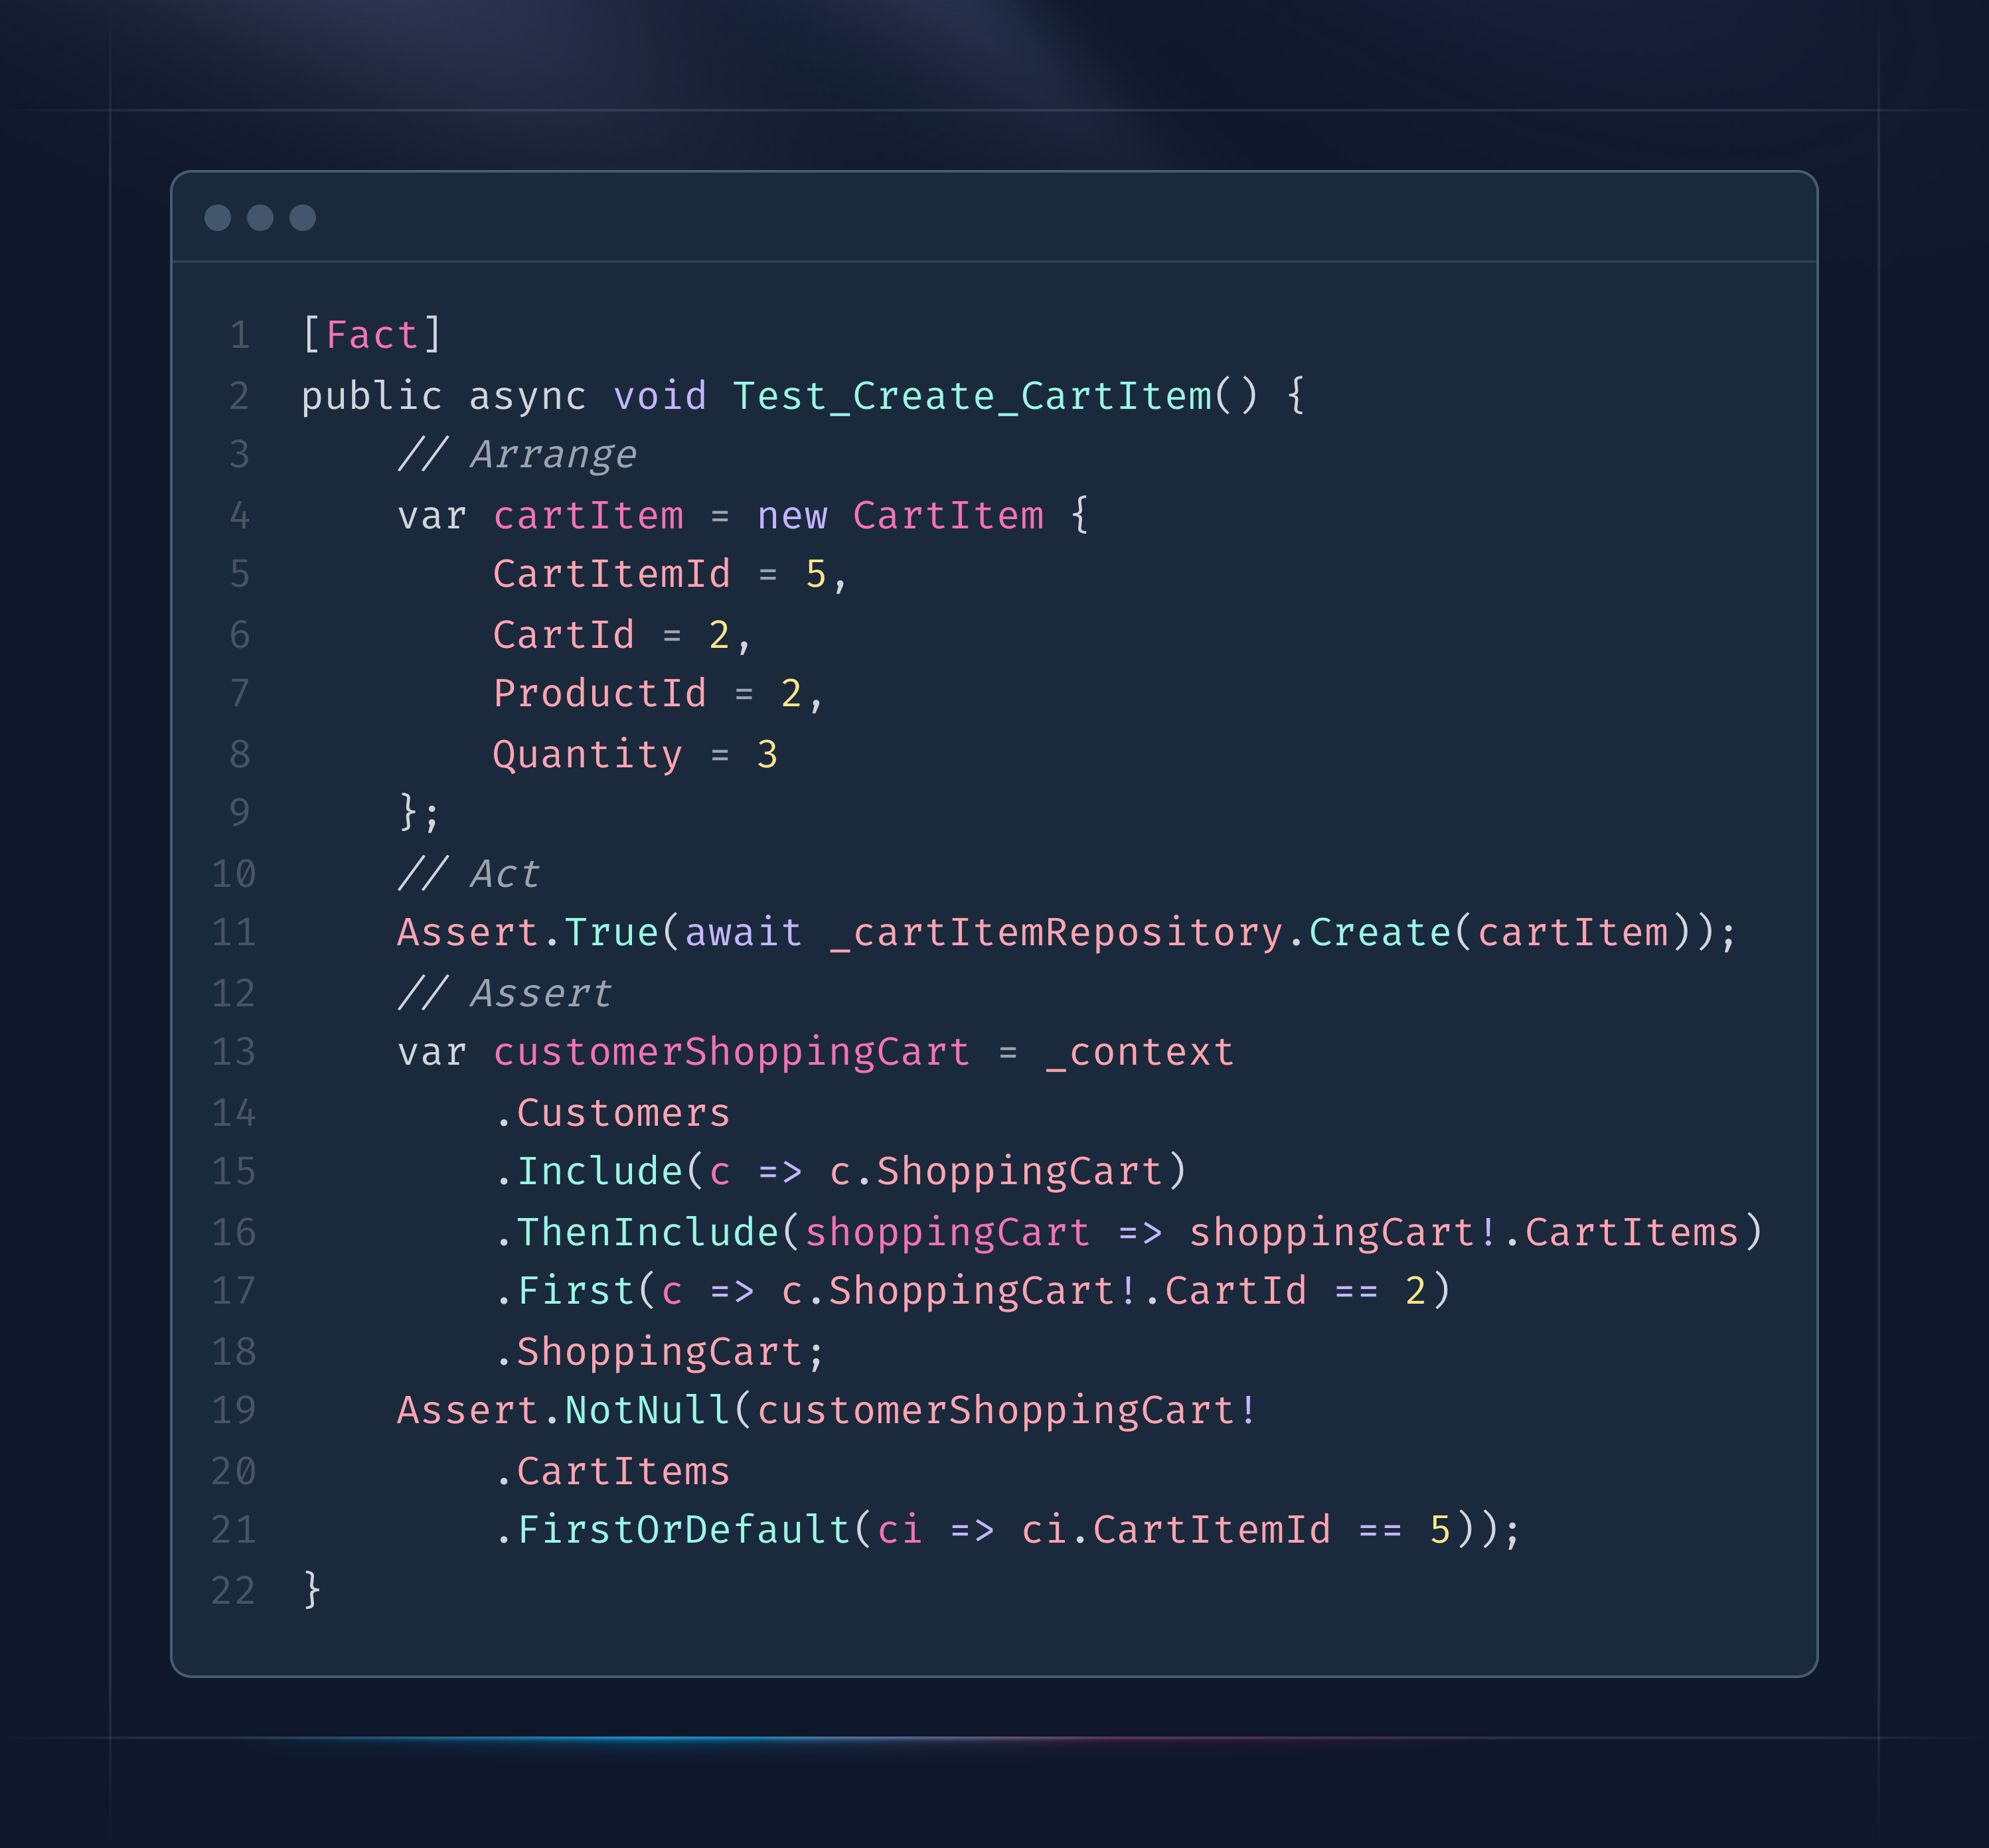 1 [Fact]
2 public async void Test_Create_CartItem() {
3 // Arrange
4 var cartItem = new CartItem {
5 CartItemId = 5,
6 CartId = 2,
7 ProductId = 2,
8 Quantity = 3
9 };
10 // Act
11 Assert.True(await _cartItemRepository.Create(cartItem));
12 // Assert
13 var customerShoppingCart = _context
14 .Customers
15 .Include(c => c.ShoppingCart)
16 .ThenInclude(shoppingCart => shoppingCart!.CartItems)
17 .First(c => c.ShoppingCart!.CartId == 2)
18 .ShoppingCart;
19 Assert.NotNull(customerShoppingCart!
20 .CartItems
21 .FirstOrDefault(ci => ci.CartItemId == 5));
22 }